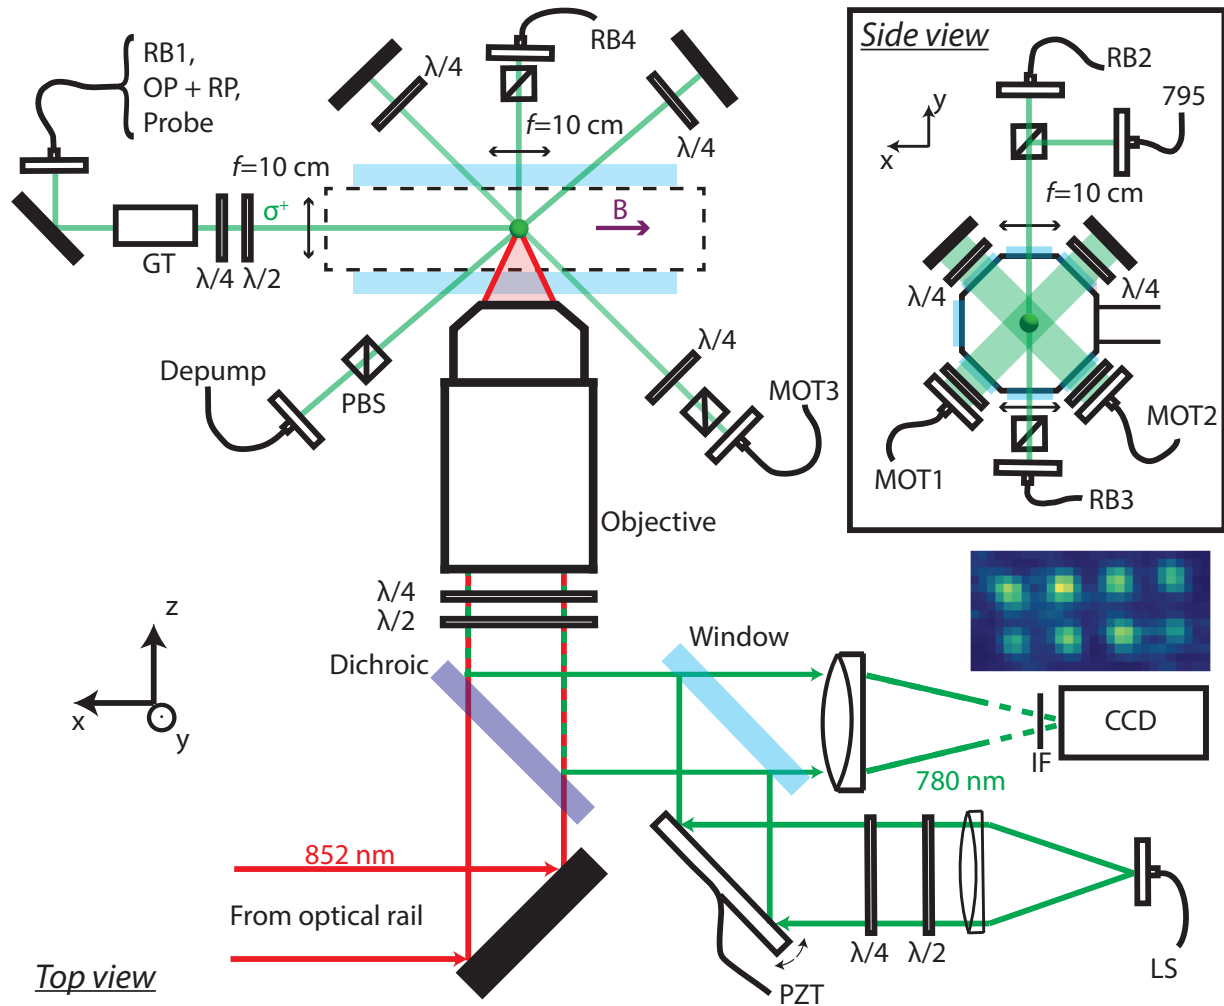 RB1,
OP + RP,
Probe
λ/4
RB4
f=10 cm
λ/4
f=10 cm
σ+
B
GT
λ/4
λ/2
Depump
PBS
λ/4
MOT3
Objective
λ/4
λ/2
Dichroic
Window
z
x
y
CCD
IF
780 nm
852 nm
From optical rail
λ/4
λ/2
LS
PZT
Top view
Side view
RB2
y
x
795
f=10 cm
λ/4
λ/4
MOT1
MOT2
RB3